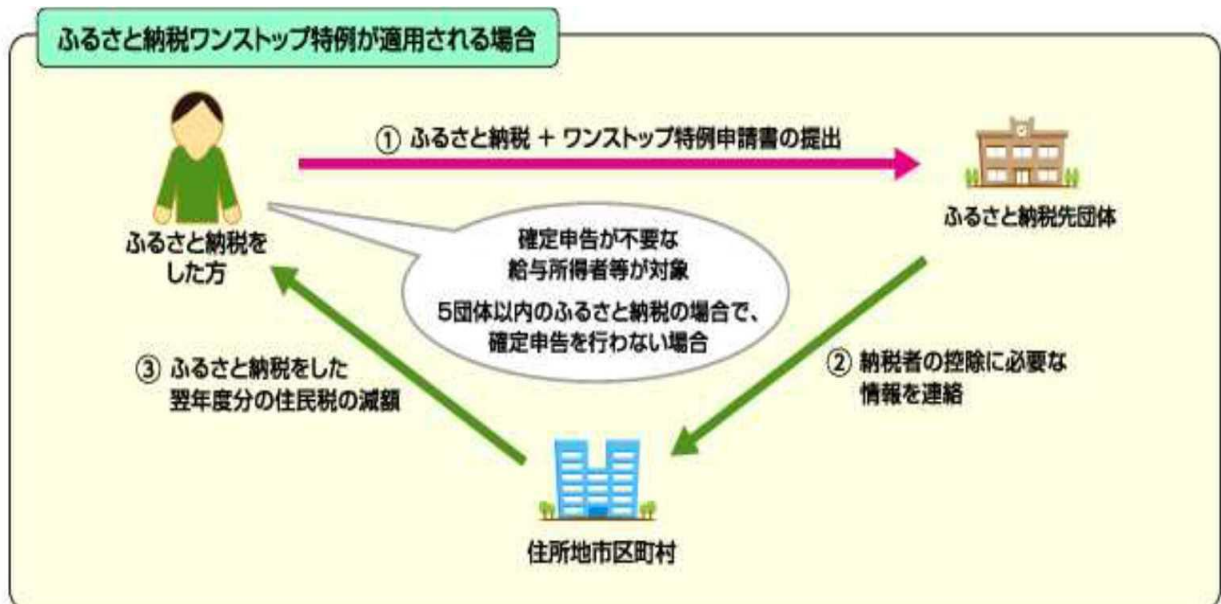 ふるさと納税ワンストップ特例が適用される場合
① ふるさと納税 + ワンストップ特例申請書の提出
ふるさと納税を
した方
ふるさと納税先団体
確定申告が不要な
給与所得者等が対象
5団体以内のふるさと納税の場合で、
確定申告を行わない場合
② 納税者の控除に必要な
情報を連絡
③ ふるさと納税をした
翌年度分の住民税の減額
住所地市区町村